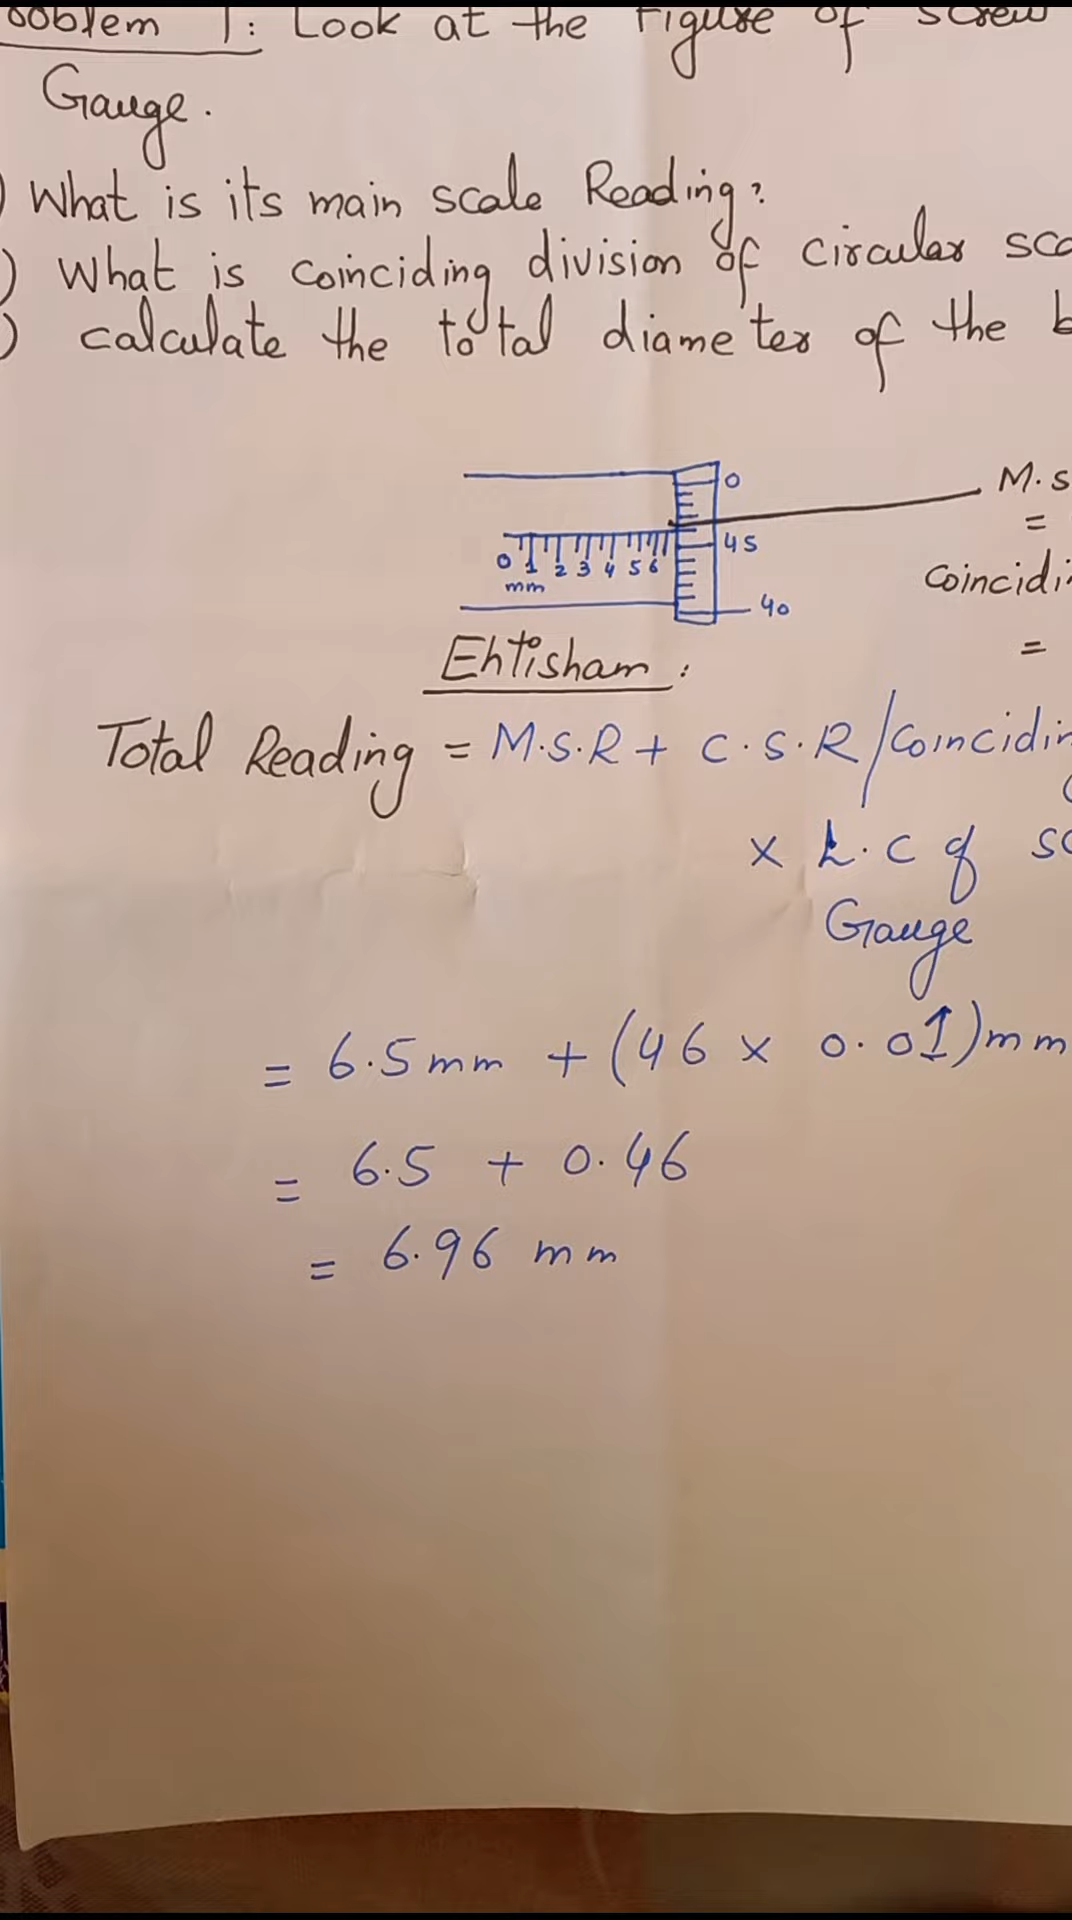 Problem 1: Look at the Figure of screw
Gauge.
) What is its main scale Reading?
) What is coinciding division of circular sca
) calculate the total diameter of the b
0
M.S
=
45
0 1 2 3 4 5 6
mm
Coincidi
40
Ehtisham:
=
Total Reading = M.S.R + C.S.R/Coincidin
x L.C of sc
Gauge
= 6.5mm + (46 x 0.01)mm
= 6.5 + 0.46
= 6.96 mm